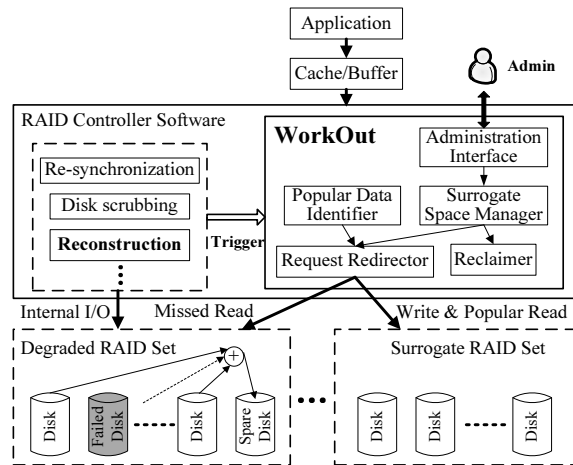 Application
Cache/Buffer
Admin
RAID Controller Software
WorkOut
Administration
Interface
Re-synchronization
Disk scrubbing
Reconstruction
Trigger
Popular Data
Identifier
Surrogate
Space Manager
Request Redirector
Reclaimer
Internal I/O
Missed Read
Write & Popular Read
Degraded RAID Set
Surrogate RAID Set
Disk
Failed
Disk
Disk
Spare
Disk
Disk
Disk
Disk